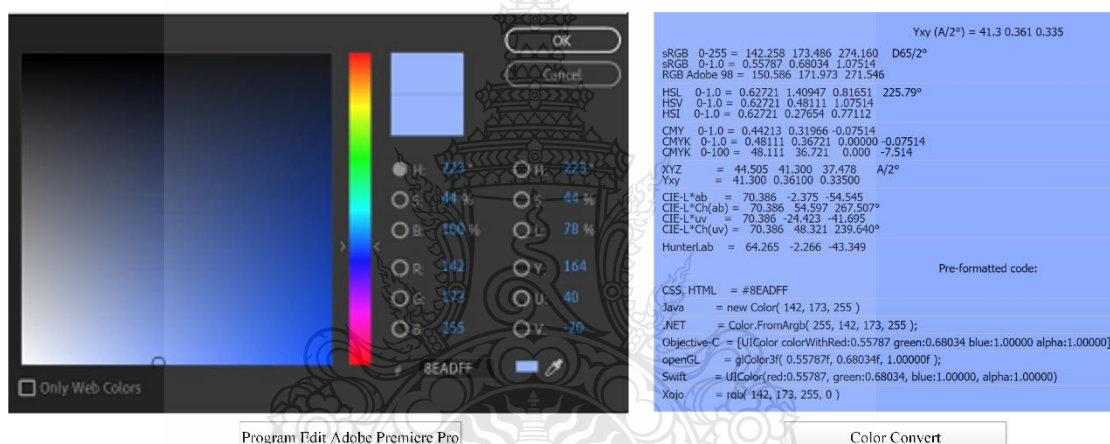 OK
Cancel
H: 223 ° H: 223 °
S: 44 % S: 44 %
B: 100 % L: 78 %
R: 142 Y: 164
G: 173 U: 40
B: 255 V: -20
# 8EADFF
Only Web Colors
Program Edit Adobe Premiere Pro
Yxy (A/2°) = 41.3 0.361 0.335
sRGB 0-255 = 142.258 173.486 274.160 D65/2°
sRGB 0-1.0 = 0.55787 0.68034 1.07514
RGB Adobe 98 = 150.586 171.973 271.546
HSL 0-1.0 = 0.62721 1.40947 0.81651 225.79°
HSV 0-1.0 = 0.62721 0.48111 1.07514
HSI 0-1.0 = 0.62721 0.27654 0.77112
CMY 0-1.0 = 0.44213 0.31966 -0.07514
CMYK 0-1.0 = 0.48111 0.36721 0.00000 -0.07514
CMYK 0-100 = 48.111 36.721 0.000 -7.514
XYZ = 44.505 41.300 37.478 A/2°
Yxy = 41.300 0.36100 0.33500
CIE-L*ab = 70.386 -2.375 -54.545
CIE-L*Ch(ab) = 70.386 54.597 267.507°
CIE-L*uv = 70.386 -24.423 -41.695
CIE-L*Ch(uv) = 70.386 48.321 239.640°
HunterLab = 64.265 -2.266 -43.349
Pre-formatted code:
CSS, HTML = #8EADFF
Java = new Color( 142, 173, 255 )
.NET = Color.FromArgb( 255, 142, 173, 255 );
Objective-C = [UIColor colorWithRed:0.55787 green:0.68034 blue:1.00000 alpha:1.00000]
openGL = glColor3f( 0.55787f, 0.68034f, 1.00000f );
Swift = UIColor(red:0.55787, green:0.68034, blue:1.00000, alpha:1.00000)
Xojo = rgb( 142, 173, 255, 0 )
Color Convert